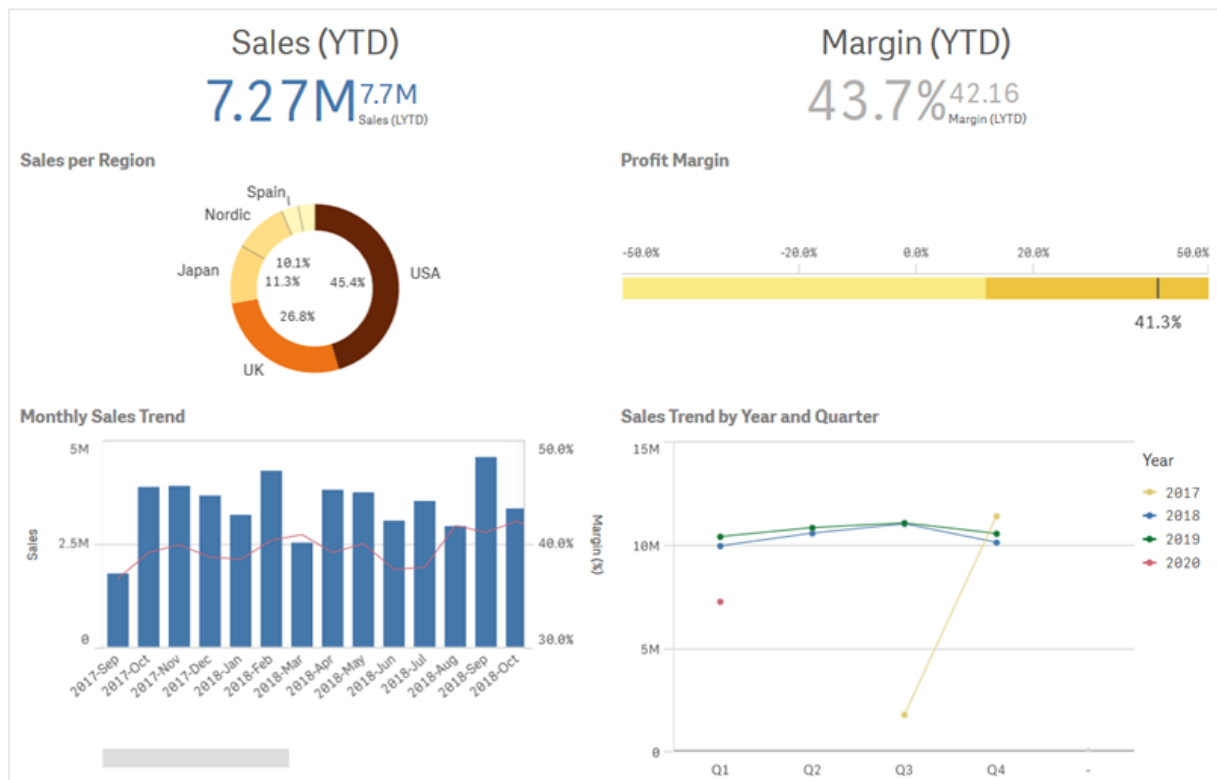 Sales (YTD)
7.27M 7.7M
Sales (LYTD)
Margin (YTD)
43.7% 42.16
Margin (LYTD)
Sales per Region
Spain
Nordic
Japan
USA
UK
10.1%
11.3%
45.4%
26.8%
Profit Margin
-50.0% -20.0% 0.0% 20.0% 50.0%
41.3%
Monthly Sales Trend
5M
2.5M
0
Sales
50.0%
40.0%
30.0%
Margin (%)
2017-Sep
2017-Oct
2017-Nov
2017-Dec
2018-Jan
2018-Feb
2018-Mar
2018-Apr
2018-May
2018-Jun
2018-Jul
2018-Aug
2018-Sep
2018-Oct
Sales Trend by Year and Quarter
15M
10M
5M
0
Q1 Q2 Q3 Q4 -
Year
2017
2018
2019
2020